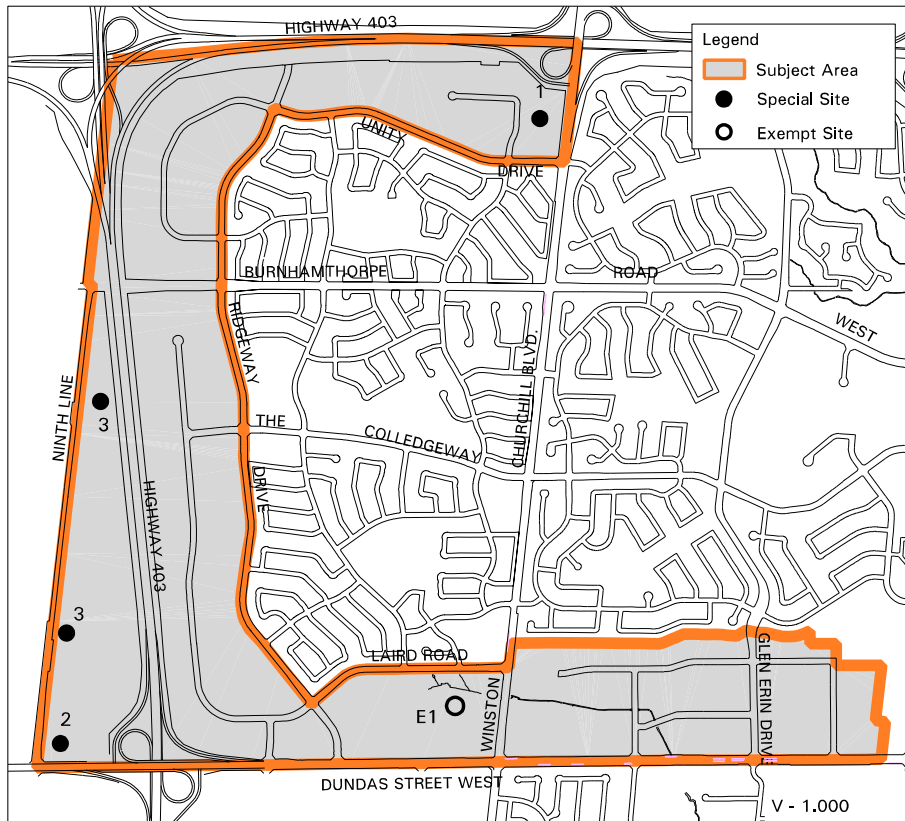 HIGHWAY 403
Legend
Subject Area
Special Site
Exempt Site
1
UNITY
DRIVE
BURNHAMTHORPE
ROAD
WEST
RIDGEWAY
DRIVE
THE
COLLEDGEWAY
CHURCHILL BLVD.
NINTH LINE
3
HIGHWAY 403
3
2
LAIRD ROAD
E1
WINSTON
GLEN ERIN DRIVE
DUNDAS STREET WEST
V - 1.000